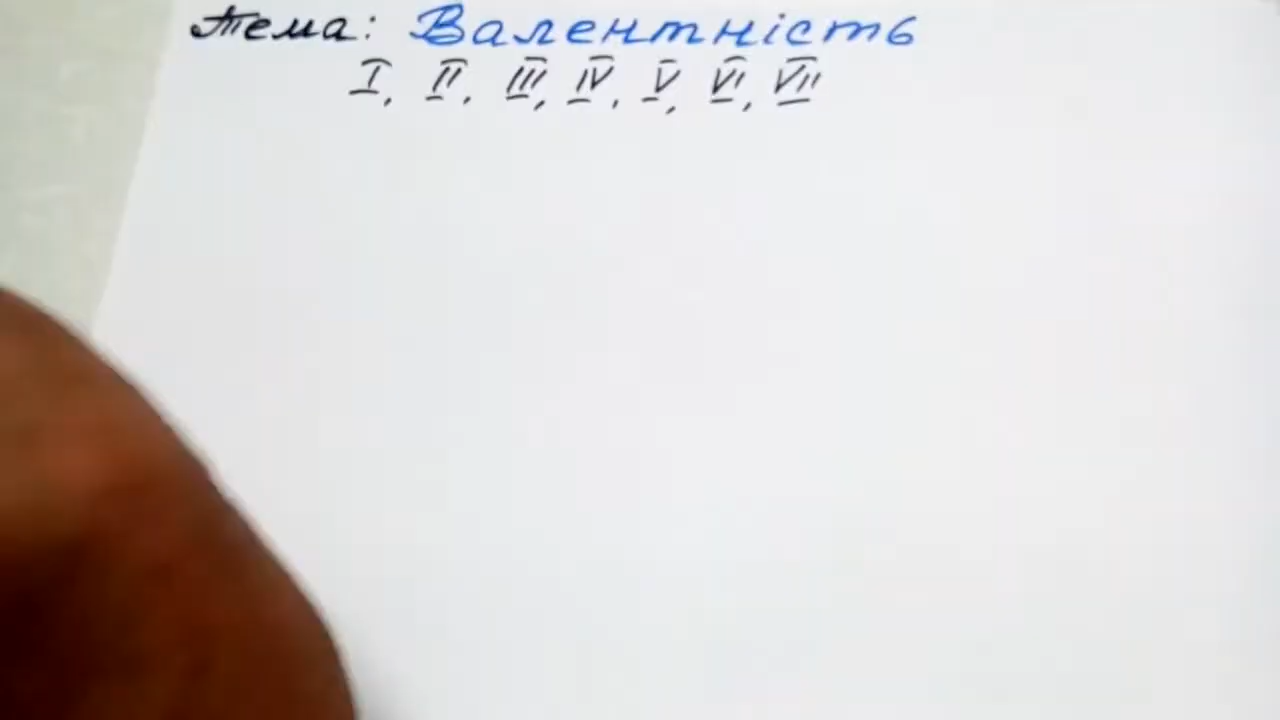 Тема: Валентність
I, II, III, IV, V, VI, VII